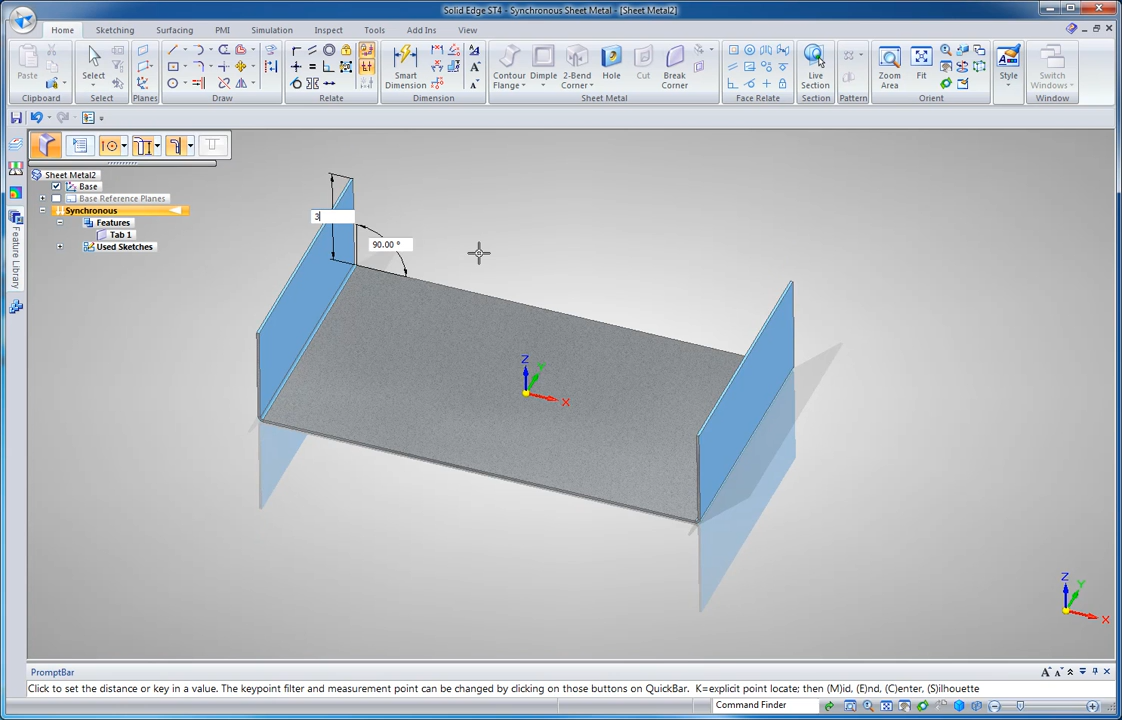 Solid Edge ST4 - Synchronous Sheet Metal - [Sheet Metal2]
Home Sketching Surfacing PMI Simulation Inspect Tools Add Ins View
Paste Select Smart Dimension Contour Flange Dimple 2-Bend Corner Hole Cut Break Corner Live Section Zoom Area Fit Style Switch Windows
Clipboard Select Planes Draw Relate Dimension Sheet Metal Face Relate Section Pattern Orient Window
Sheet Metal2
Base
Base Reference Planes
Synchronous
Features
Tab 1
Used Sketches
Feature Library
3
90.00 °
Z
Y
X
Z
Y
X
PromptBar
Click to set the distance or key in a value. The keypoint filter and measurement point can be changed by clicking on those buttons on QuickBar. K=explicit point locate; then (M)id, (E)nd, (C)enter, (S)ilhouette
Command Finder